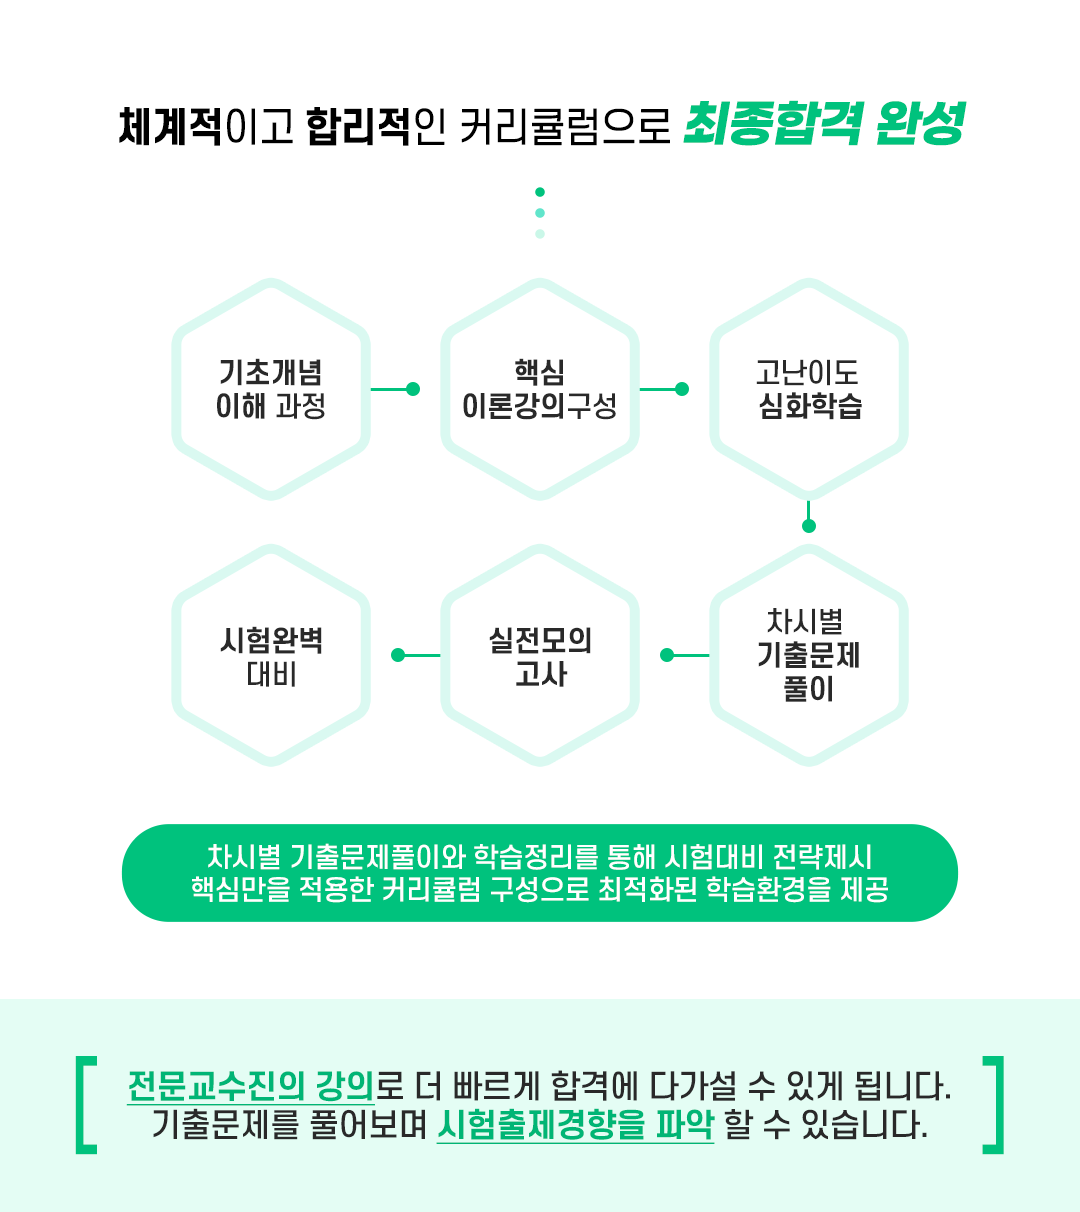 체계적이고 합리적인 커리큘럼으로 최종합격 완성
기초개념
이해 과정
핵심
이론강의구성
고난이도
심화학습
차시별
기출문제
풀이
실전모의
고사
시험완벽
대비
차시별 기출문제풀이와 학습정리를 통해 시험대비 전략제시
핵심만을 적용한 커리큘럼 구성으로 최적화된 학습환경을 제공
전문교수진의 강의로 더 빠르게 합격에 다가설 수 있게 됩니다.
기출문제를 풀어보며 시험출제경향을 파악 할 수 있습니다.